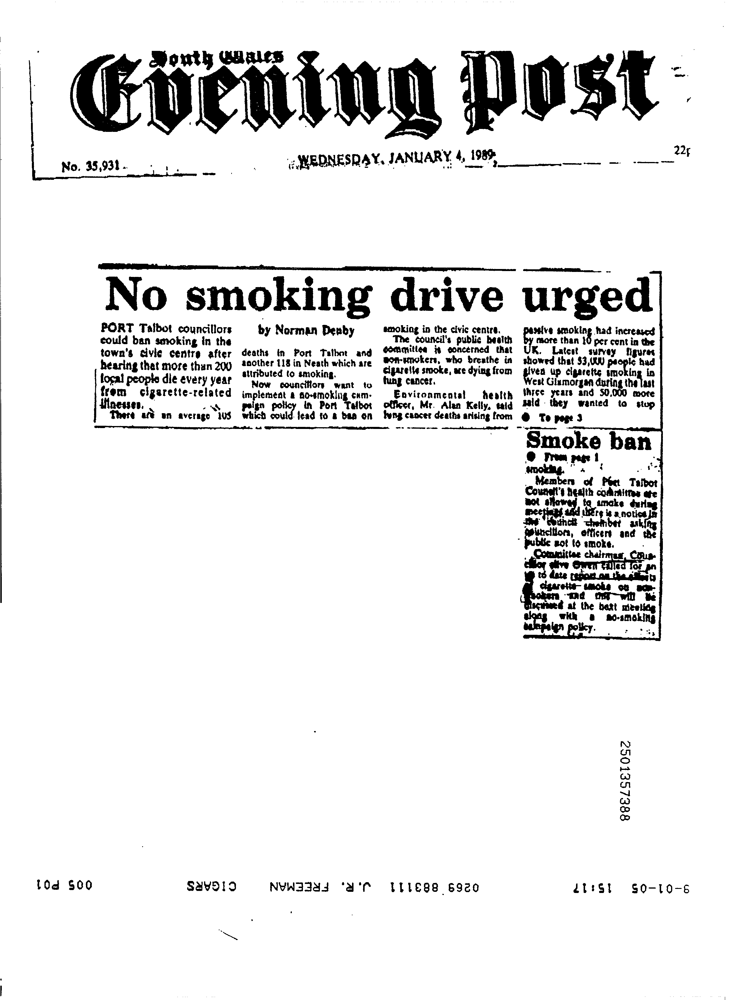 South Wales
Evening Post
No. 35,931
WEDNESDAY, JANUARY 4, 1989
22p
No smoking drive urged
PORT Talbot councillors
could ban smoking in the
town's civic centre after
hearing that more than 200
local people die every year
from cigarette-related
illnesses.
There are an average 105
by Norman Denby
deaths in Port Talbot and
another 118 in Neath which are
attributed to smoking.
Now councillors want to
implement a no-smoking cam-
paign policy in Port Talbot
which could lead to a ban on
smoking in the civic centre.
The council's public health
committee is concerned that
non-smokers, who breathe in
cigarette smoke, are dying from
lung cancer.
Environmental health
officer, Mr. Alan Kelly, said
lung cancer deaths arising from
passive smoking had increased
by more than 10 per cent in the
UK. Latest survey figures
showed that 53,000 people had
given up cigarette smoking in
West Glamorgan during the last
three years and 50,000 more
said they wanted to stop
● To page 3
Smoke ban
● From page 1
smoking.
Members of Port Talbot
Council's health committee are
not allowed to smoke during
meetings and there is a notice in
the council chamber asking
councillors, officers and the
public not to smoke.
Committee chairman, Coun-
cillor Clive Owen called for an
up to date report on the effects
of cigarette smoke on non-
smokers and this will be
discussed at the next meeting
along with a no-smoking
campaign policy.
2501357388
9-01-05 15:17 0269 883111 J.R. FREEMAN CIGARS 005 P01